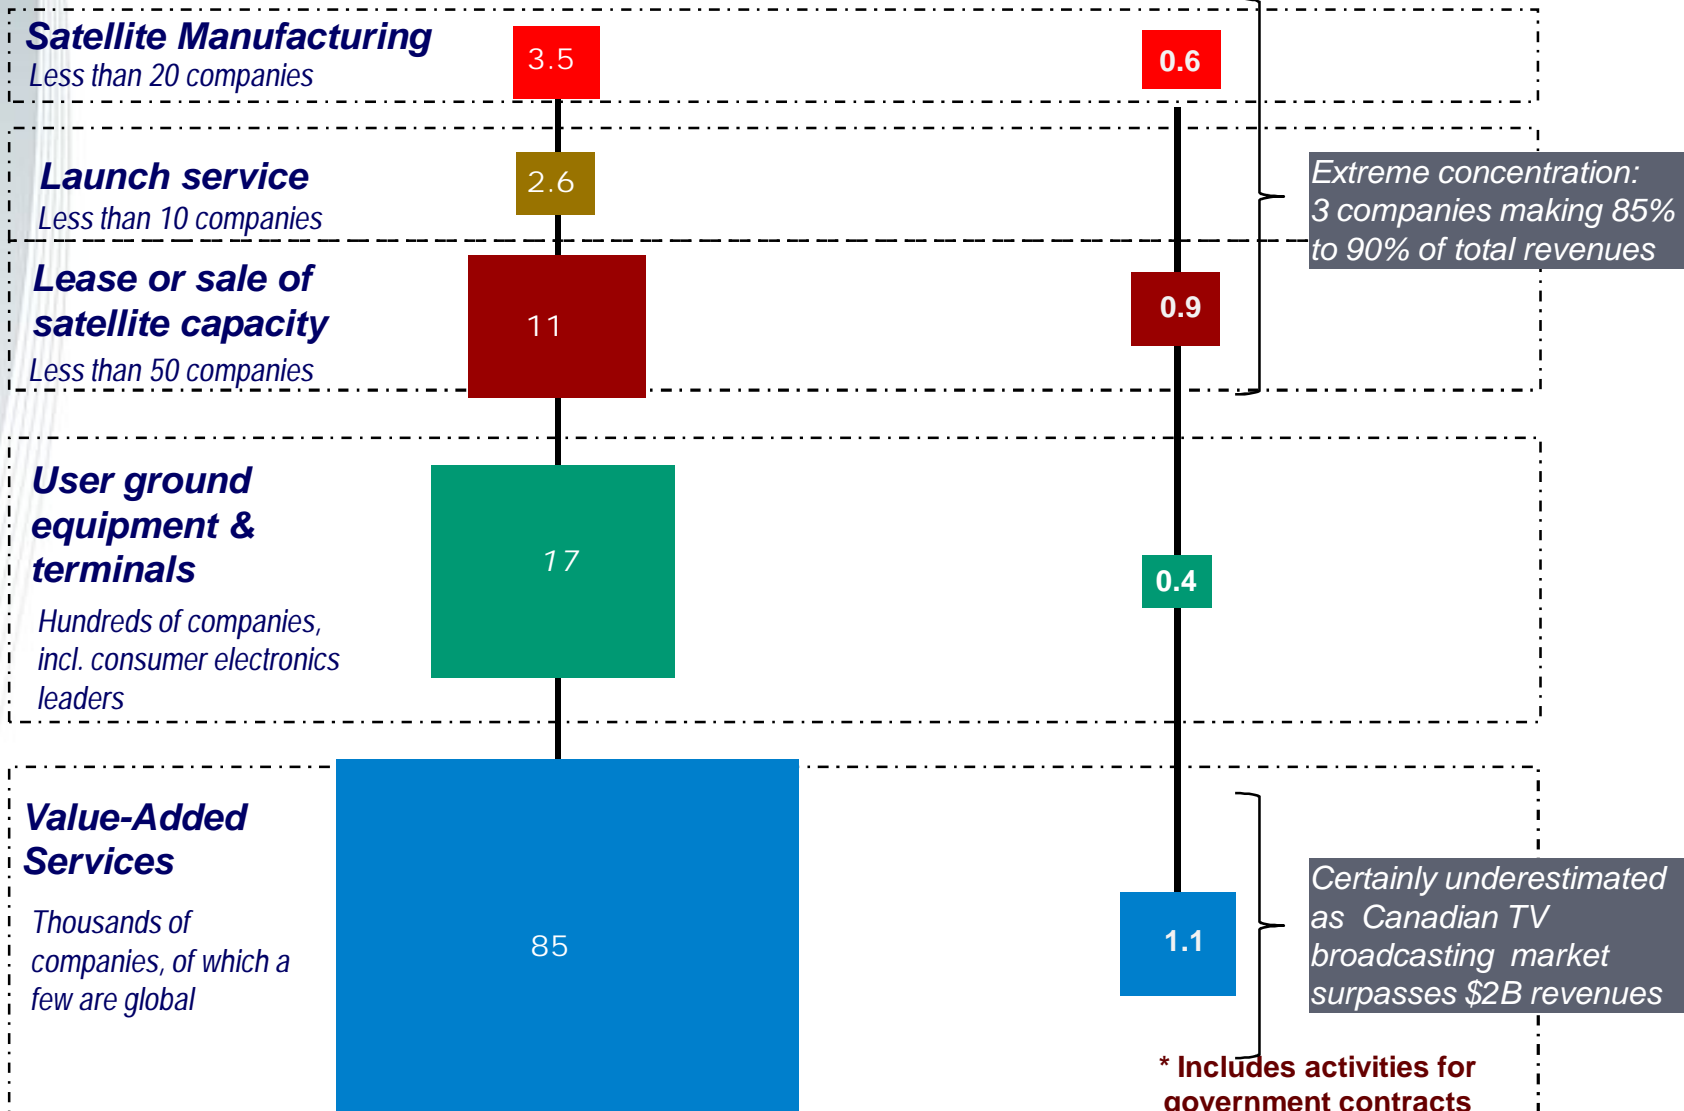 Satellite Manufacturing
Less than 20 companies
3.5
0.6
Launch service
Less than 10 companies
2.6
Extreme concentration:
3 companies making 85%
to 90% of total revenues
Lease or sale of
satellite capacity
Less than 50 companies
11
0.9
User ground
equipment &
terminals
Hundreds of companies,
incl. consumer electronics
leaders
17
0.4
Value-Added
Services
Thousands of
companies, of which a
few are global
85
1.1
Certainly underestimated
as Canadian TV
broadcasting market
surpasses $2B revenues
* Includes activities for
government contracts